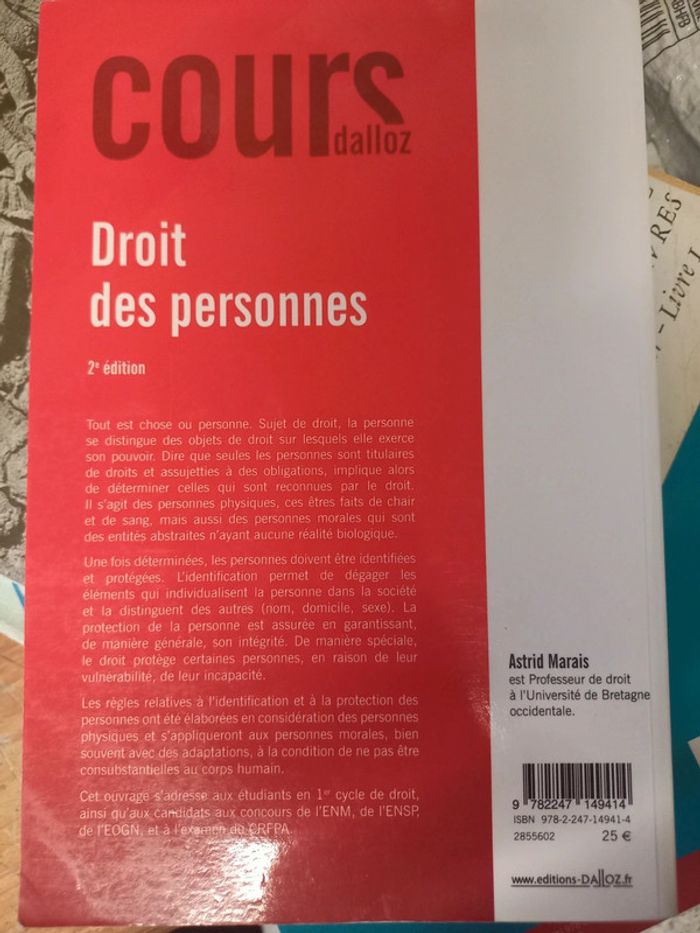 cours
dalloz
Droit
des personnes
2e édition
Tout est chose ou personne. Sujet de droit, la personne
se distingue des objets de droit sur lesquels elle exerce
son pouvoir. Dire que seules les personnes sont titulaires
de droits et assujetties à des obligations, implique alors
de déterminer celles qui sont reconnues par le droit.
Il s'agit des personnes physiques, ces êtres faits de chair
et de sang, mais aussi des personnes morales qui sont
des entités abstraites n'ayant aucune réalité biologique.
Une fois déterminées, les personnes doivent être identifiées
et protégées. L'identification permet de dégager les
éléments qui individualisent la personne dans la société
et la distinguent des autres (nom, domicile, sexe). La
protection de la personne est assurée en garantissant,
de manière générale, son intégrité. De manière spéciale,
le droit protège certaines personnes, en raison de leur
vulnérabilité, de leur incapacité.
Les règles relatives à l'identification et à la protection des
personnes ont été élaborées en considération des personnes
physiques et s'appliqueront aux personnes morales, bien
souvent avec des adaptations, à la condition de ne pas être
consubstantielles au corps humain.
Cet ouvrage s'adresse aux étudiants en 1er cycle de droit,
ainsi qu'aux candidats aux concours de l'ENM, de l'ENSP,
de l'EOGN, et à l'examen du CRFPA.
Astrid Marais
est Professeur de droit
à l'Université de Bretagne
occidentale.
9 782247 149414
ISBN 978-2-247-14941-4
2855602 25 €
www.editions-DALLOZ.fr
VRES
- Livre I